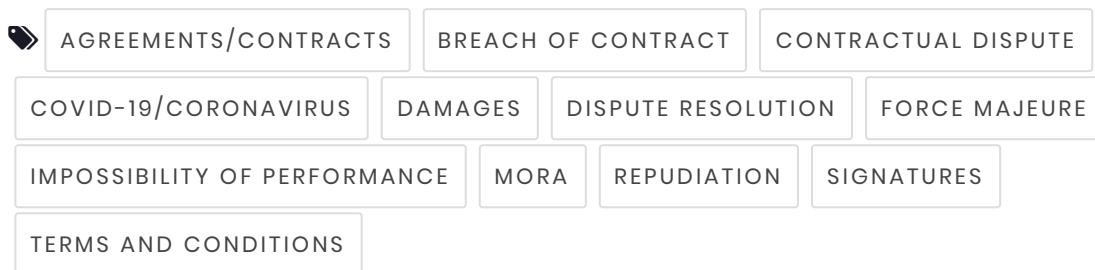 AGREEMENTS/CONTRACTS BREACH OF CONTRACT CONTRACTUAL DISPUTE
COVID-19/CORONAVIRUS DAMAGES DISPUTE RESOLUTION FORCE MAJEURE
IMPOSSIBILITY OF PERFORMANCE MORA REPUDIATION SIGNATURES
TERMS AND CONDITIONS